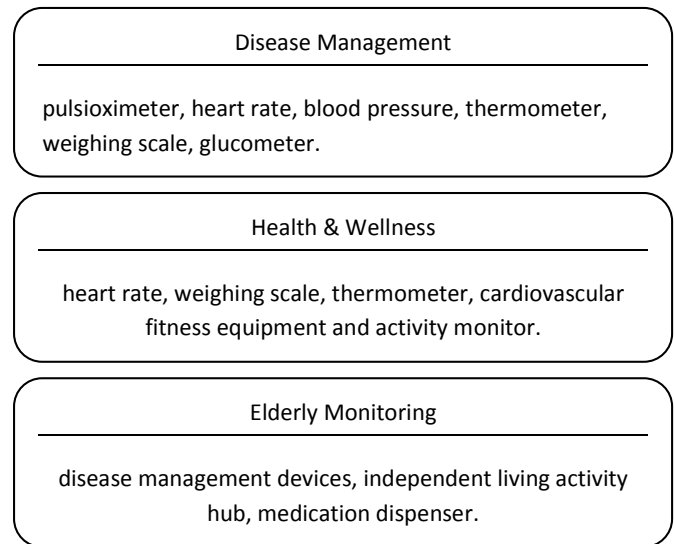 Disease Management
pulsioximeter, heart rate, blood pressure, thermometer,
weighing scale, glucometer.
Health & Wellness
heart rate, weighing scale, thermometer, cardiovascular
fitness equipment and activity monitor.
Elderly Monitoring
disease management devices, independent living activity
hub, medication dispenser.